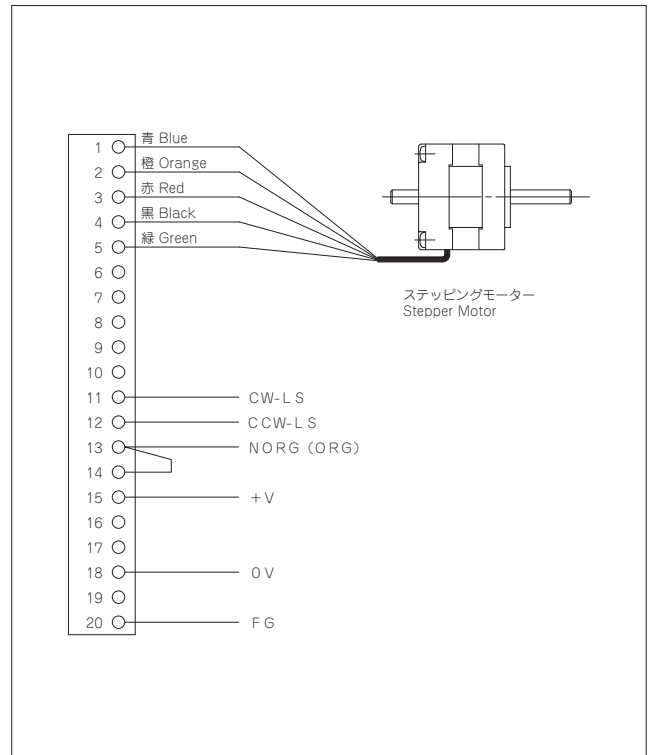 1 青 Blue
2 橙 Orange
3 赤 Red
4 黒 Black
5 緑 Green
6
7
8
9
10
11 CW-LS
12 CCW-LS
13 NORG (ORG)
14
15 +V
16
17
18 0V
19
20 FG
ステッピングモーター
Stepper Motor